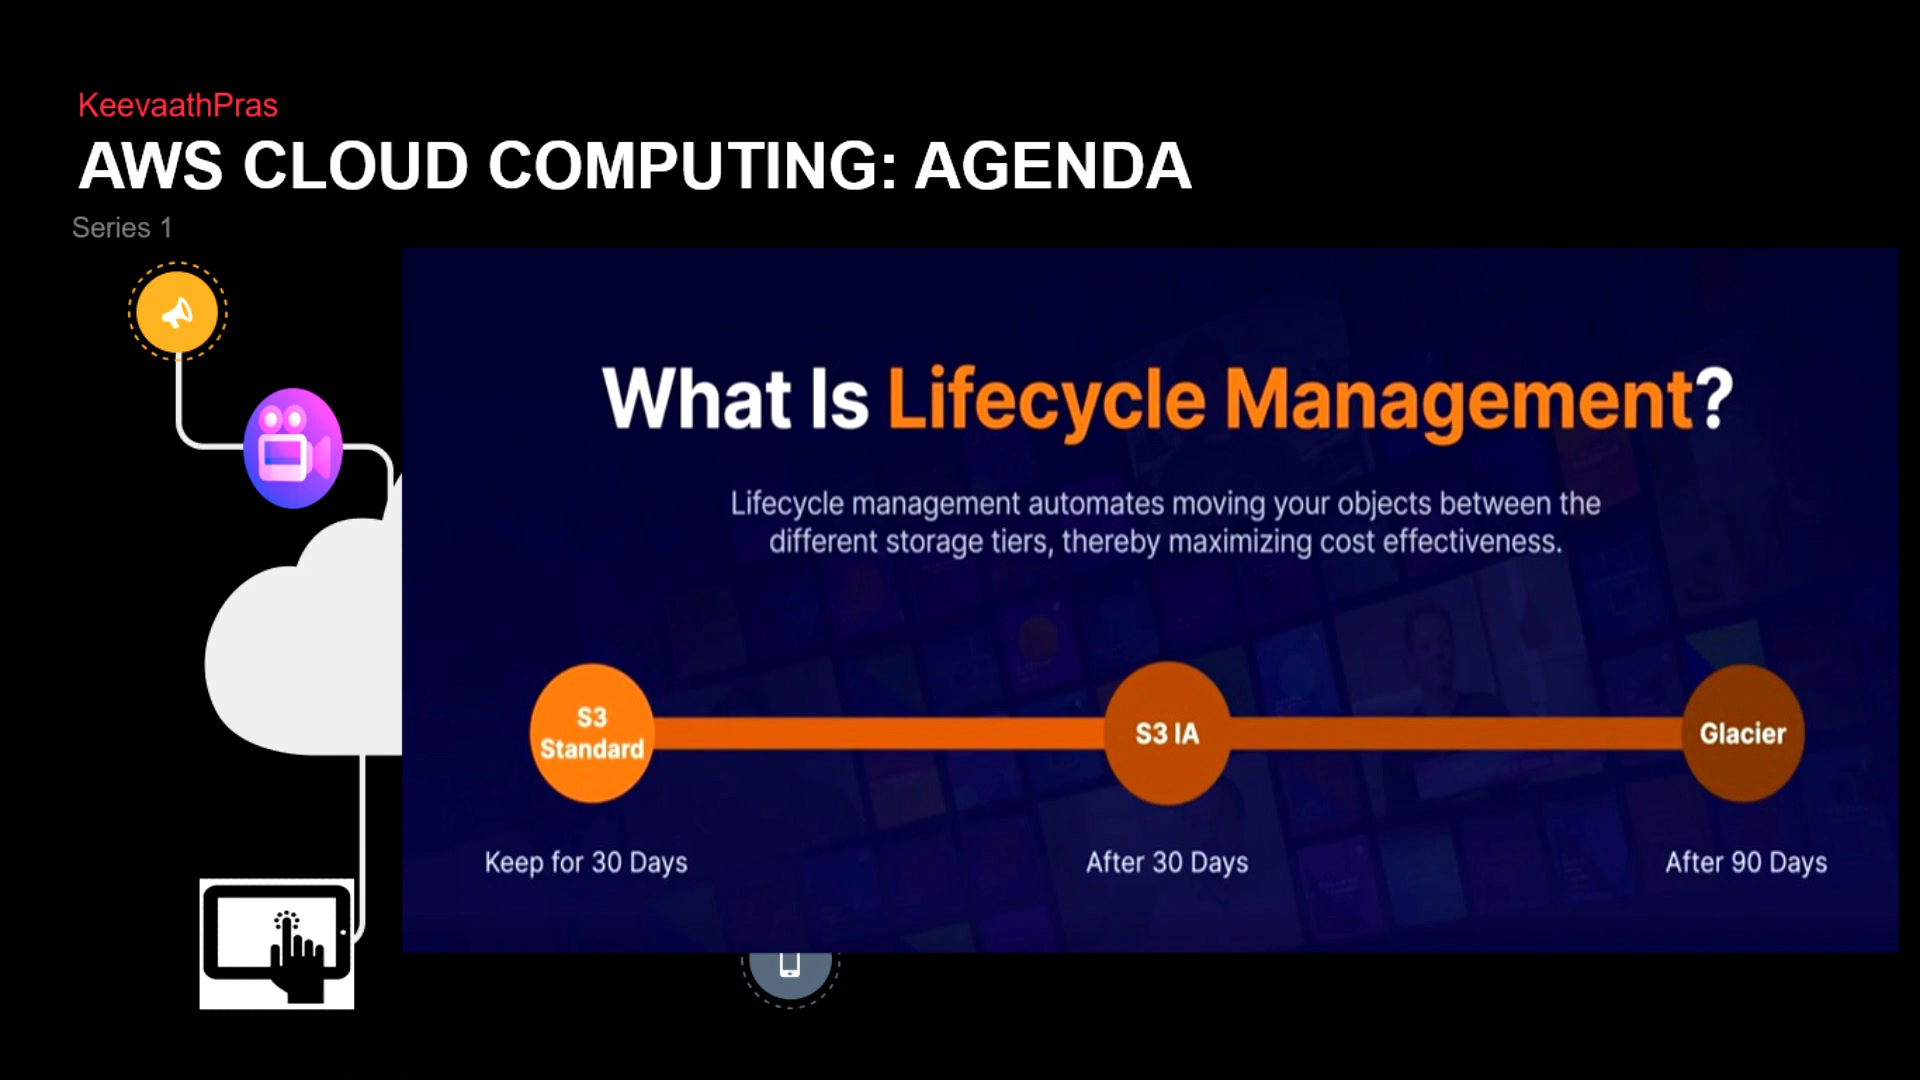 KeevaathPras
AWS CLOUD COMPUTING: AGENDA
Series 1
What Is Lifecycle Management?
Lifecycle management automates moving your objects between the
different storage tiers, thereby maximizing cost effectiveness.
S3
Standard
S3 IA
Glacier
Keep for 30 Days
After 30 Days
After 90 Days